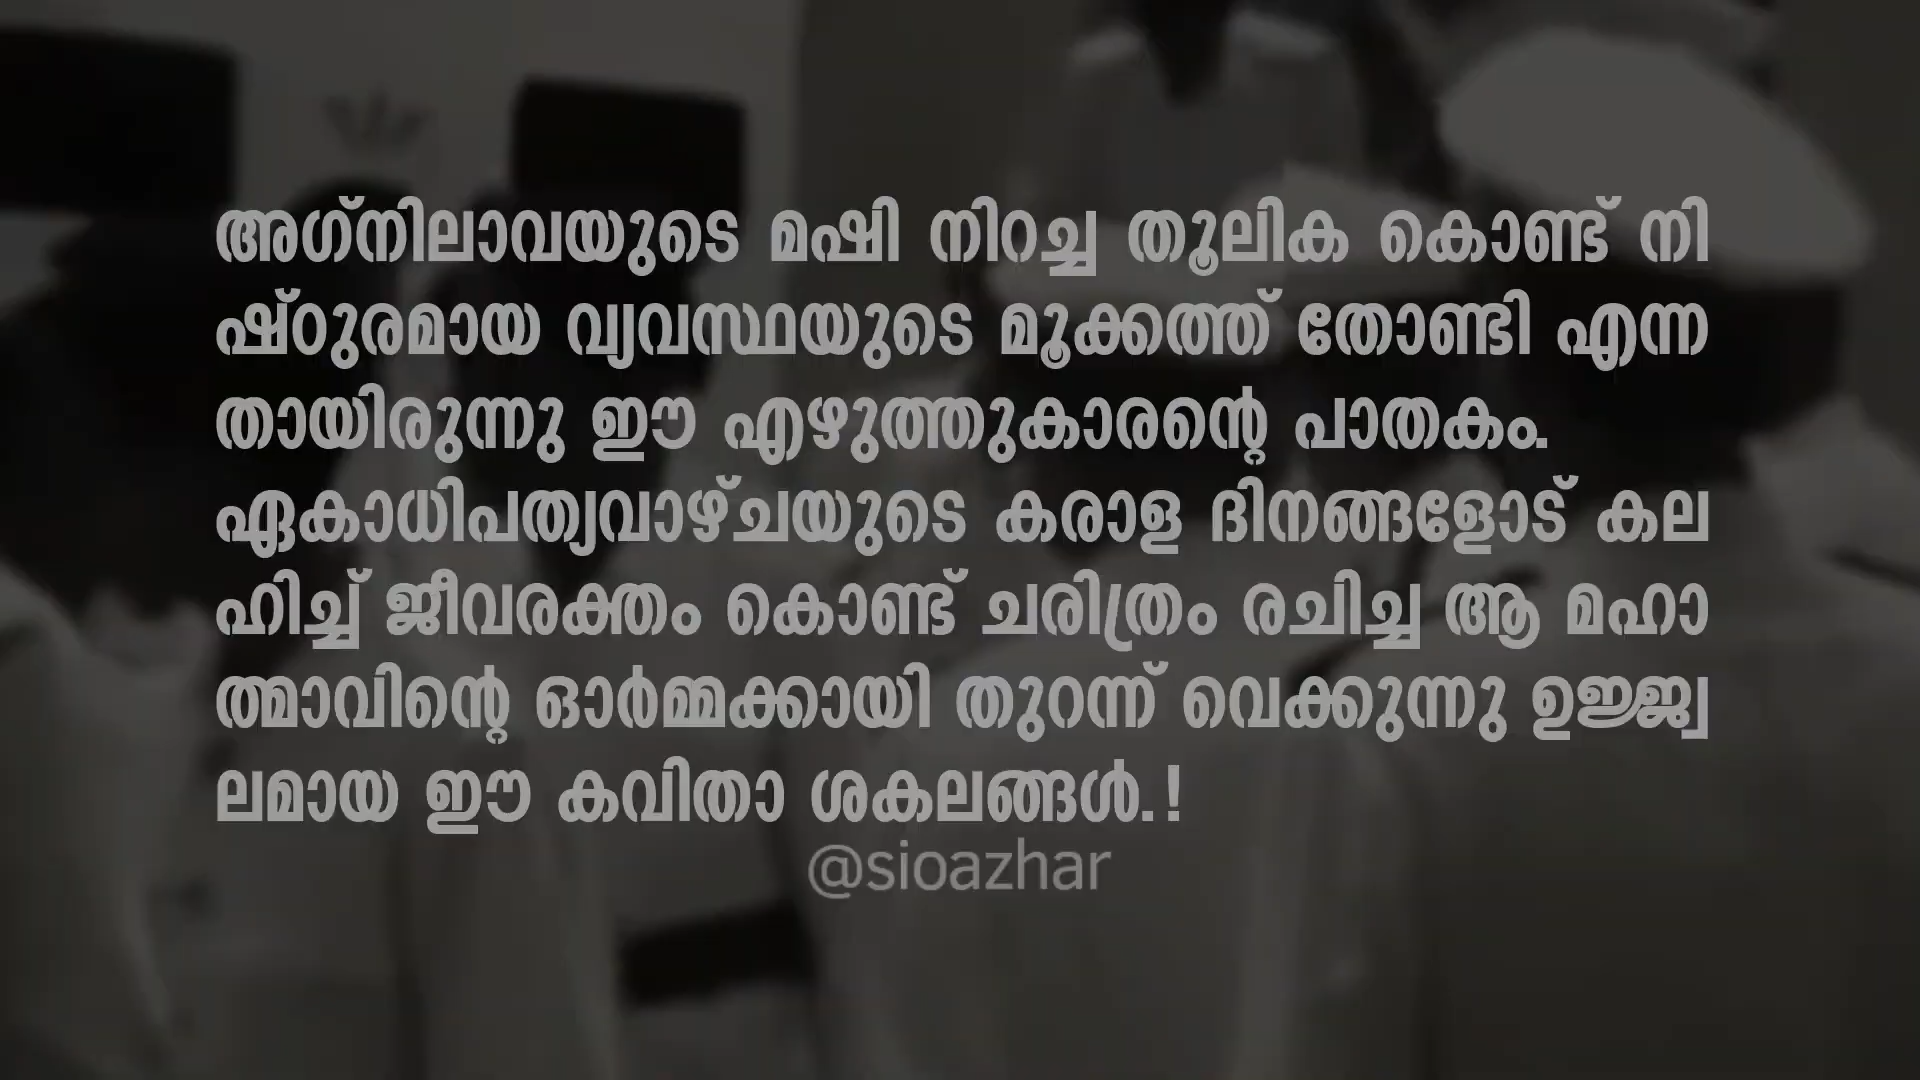 അഗ്‌നിലാവയുടെ മഷി നിറച്ച തൂലിക കൊണ്ട് നി
ഷ്ഠുരമായ വ്യവസ്ഥയുടെ മൂക്കത്ത് തോണ്ടി എന്ന
തായിരുന്നു ഈ എഴുത്തുകാരന്റെ പാതകം.
ഏകാധിപത്യവാഴ്ചയുടെ കരാള ദിനങ്ങളോട് കല
ഹിച്ച് ജീവരക്തം കൊണ്ട് ചരിത്രം രചിച്ച ആ മഹാ
ത്മാവിന്റെ ഓർമ്മക്കായി തുറന്ന് വെക്കുന്നു ഉജ്ജ്വ
ലമായ ഈ കവിതാ ശകലങ്ങൾ.!
@sioazhar